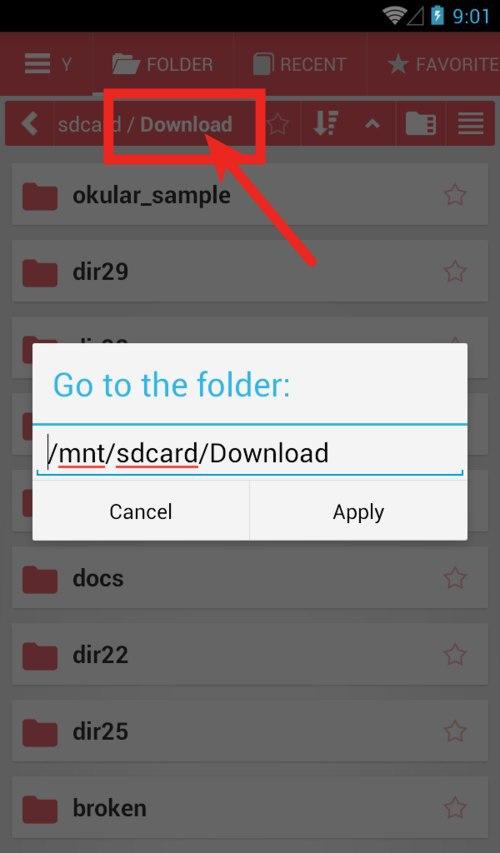 9:01
Y FOLDER RECENT FAVORITE
sdcard / Download
okular_sample
dir29
Go to the folder:
/mnt/sdcard/Download
Cancel Apply
docs
dir22
dir25
broken